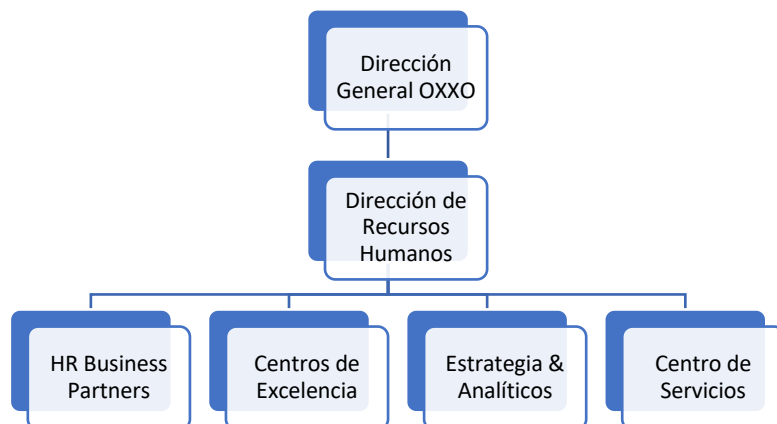 Dirección
General OXXO
Dirección de
Recursos
Humanos
HR Business
Partners
Centros de
Excelencia
Estrategia &
Analíticos
Centro de
Servicios